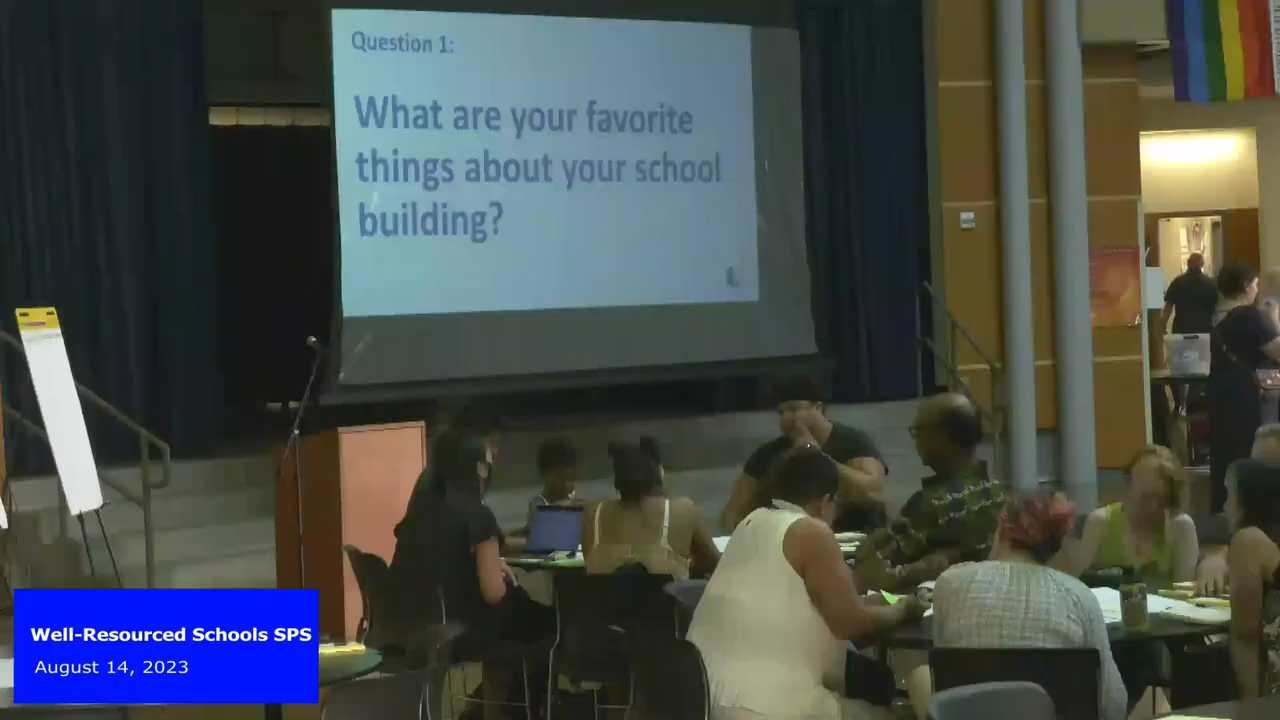 Question 1:
What are your favorite
things about your school
building?
Well-Resourced Schools SPS
August 14, 2023